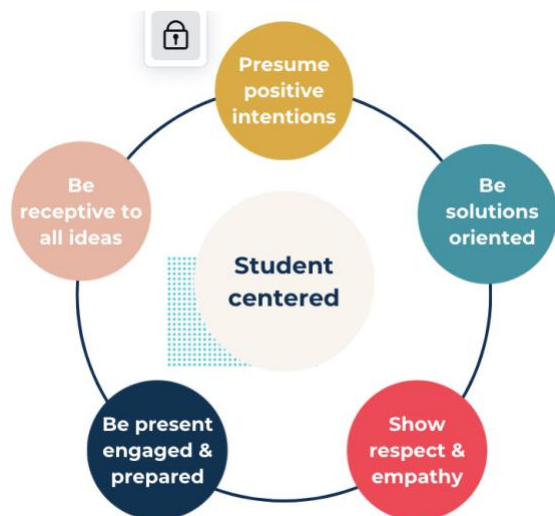 Presume
positive
intentions
Be
receptive to
all ideas
Be
solutions
oriented
Student
centered
Be present
engaged &
prepared
Show
respect &
empathy